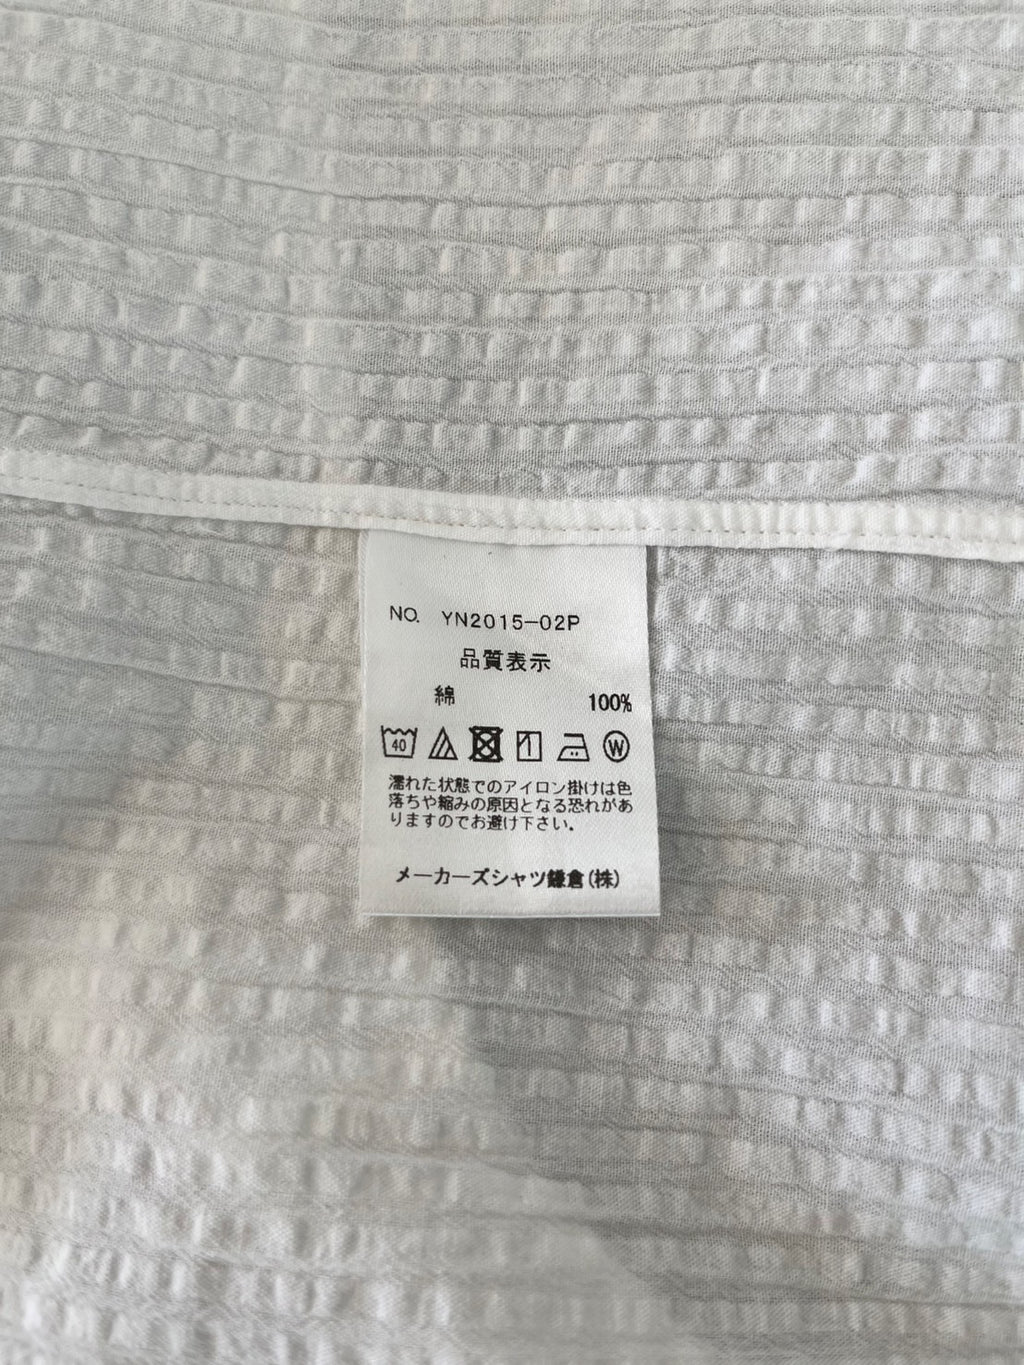 NO. YN2015-02P
品質表示
綿 100%
40 W
濡れた状態でのアイロン掛けは色
落ちや縮みの原因となる恐れがあ
りますのでお避け下さい。
メーカーズシャツ鎌倉(株)